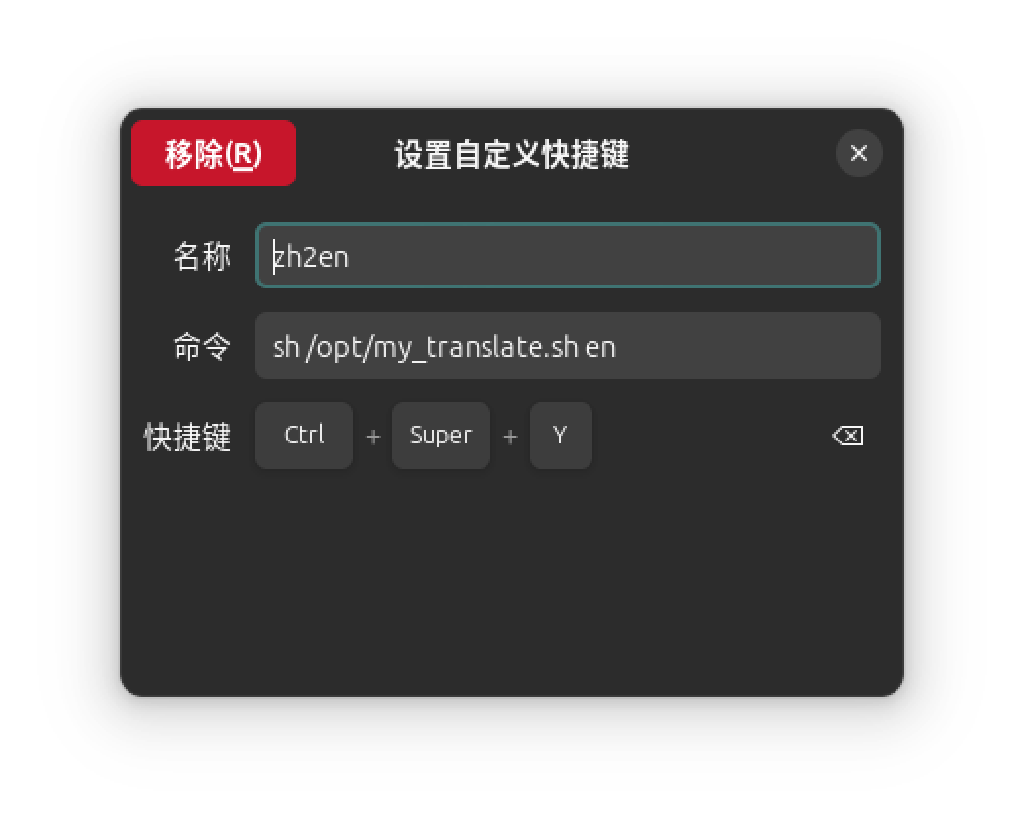 移除(R) 设置自定义快捷键
名称 zh2en
命令 sh /opt/my_translate.sh en
快捷键 Ctrl + Super + Y